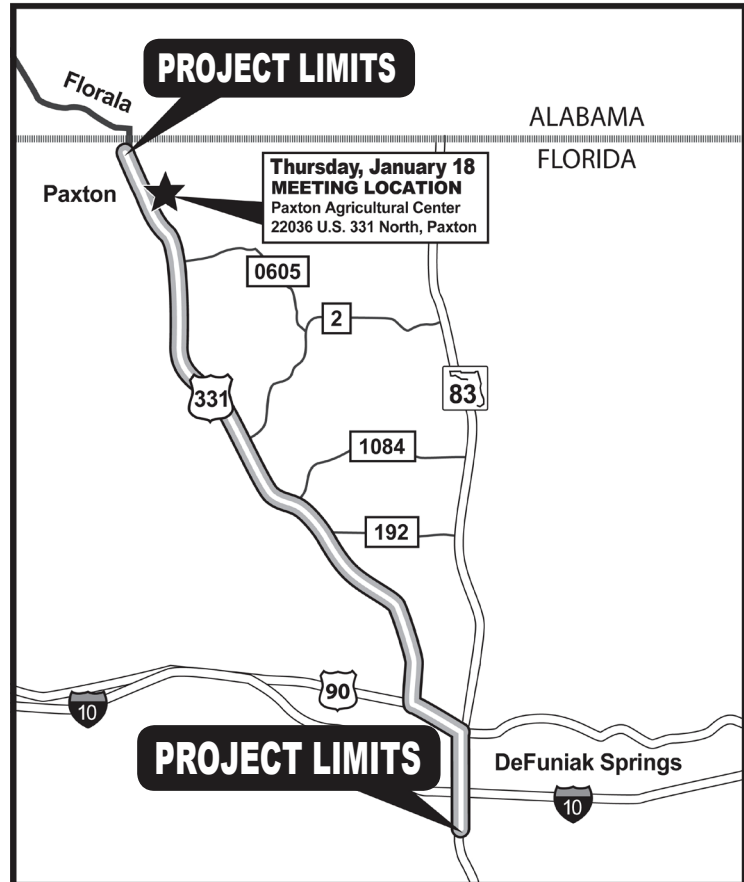 PROJECT LIMITS
Florala
ALABAMA
FLORIDA
Thursday, January 18
MEETING LOCATION
Paxton Agricultural Center
22036 U.S. 331 North, Paxton
Paxton
0605
2
83
331
1084
192
90
10
PROJECT LIMITS
DeFuniak Springs
10